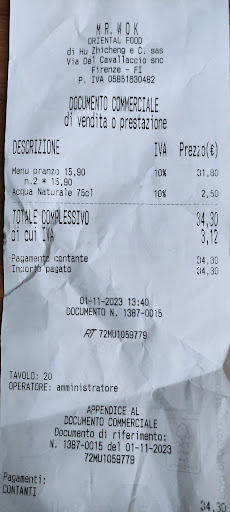 MR.WOK
ORIENTAL FOOD
di Hu Zhicheng e C. sas
Via Del Cavallaccio snc
Firenze - FI
P. IVA 05851830482
DOCUMENTO COMMERCIALE
di vendita o prestazione
DESCRIZIONE IVA Prezzo(€)
Menu pranzo 15,90 10% 31,80
n.2 * 15,90
Acqua Naturale 75cl 10% 2,50
TOTALE COMPLESSIVO 34,30
di cui IVA 3,12
Pagamento contante 34,30
Importo pagato 34,30
01-11-2023 13:40
DOCUMENTO N. 1387-0015
RT 72MU1059779
TAVOLO: 20
OPERATORE: amministratore
APPENDICE AL
DOCUMENTO COMMERCIALE
Documento di riferimento:
N. 1387-0015 del 01-11-2023
72MU1059779
Pagamenti:
CONTANTI 34,30